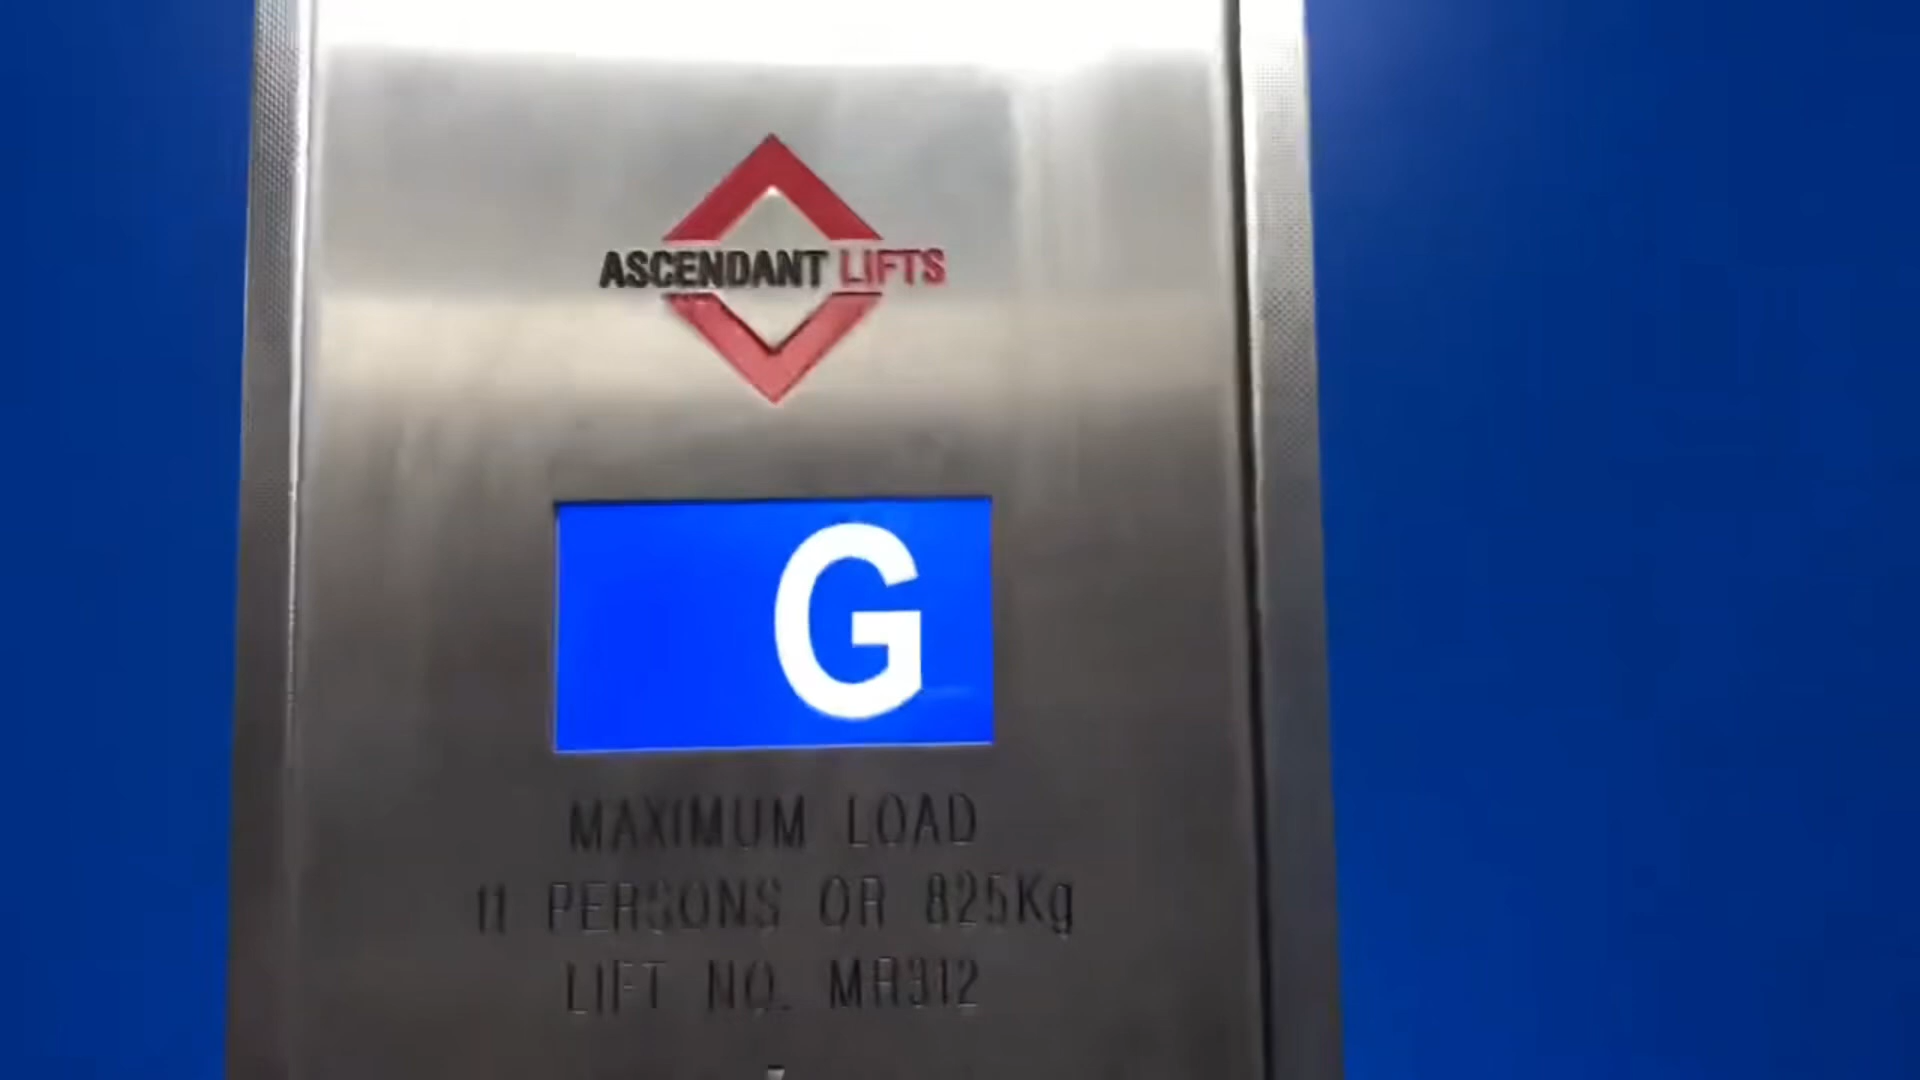 ASCENDANT LIFTS
G
MAXIMUM LOAD
11 PERSONS OR 825Kg
LIFT NO. MR312